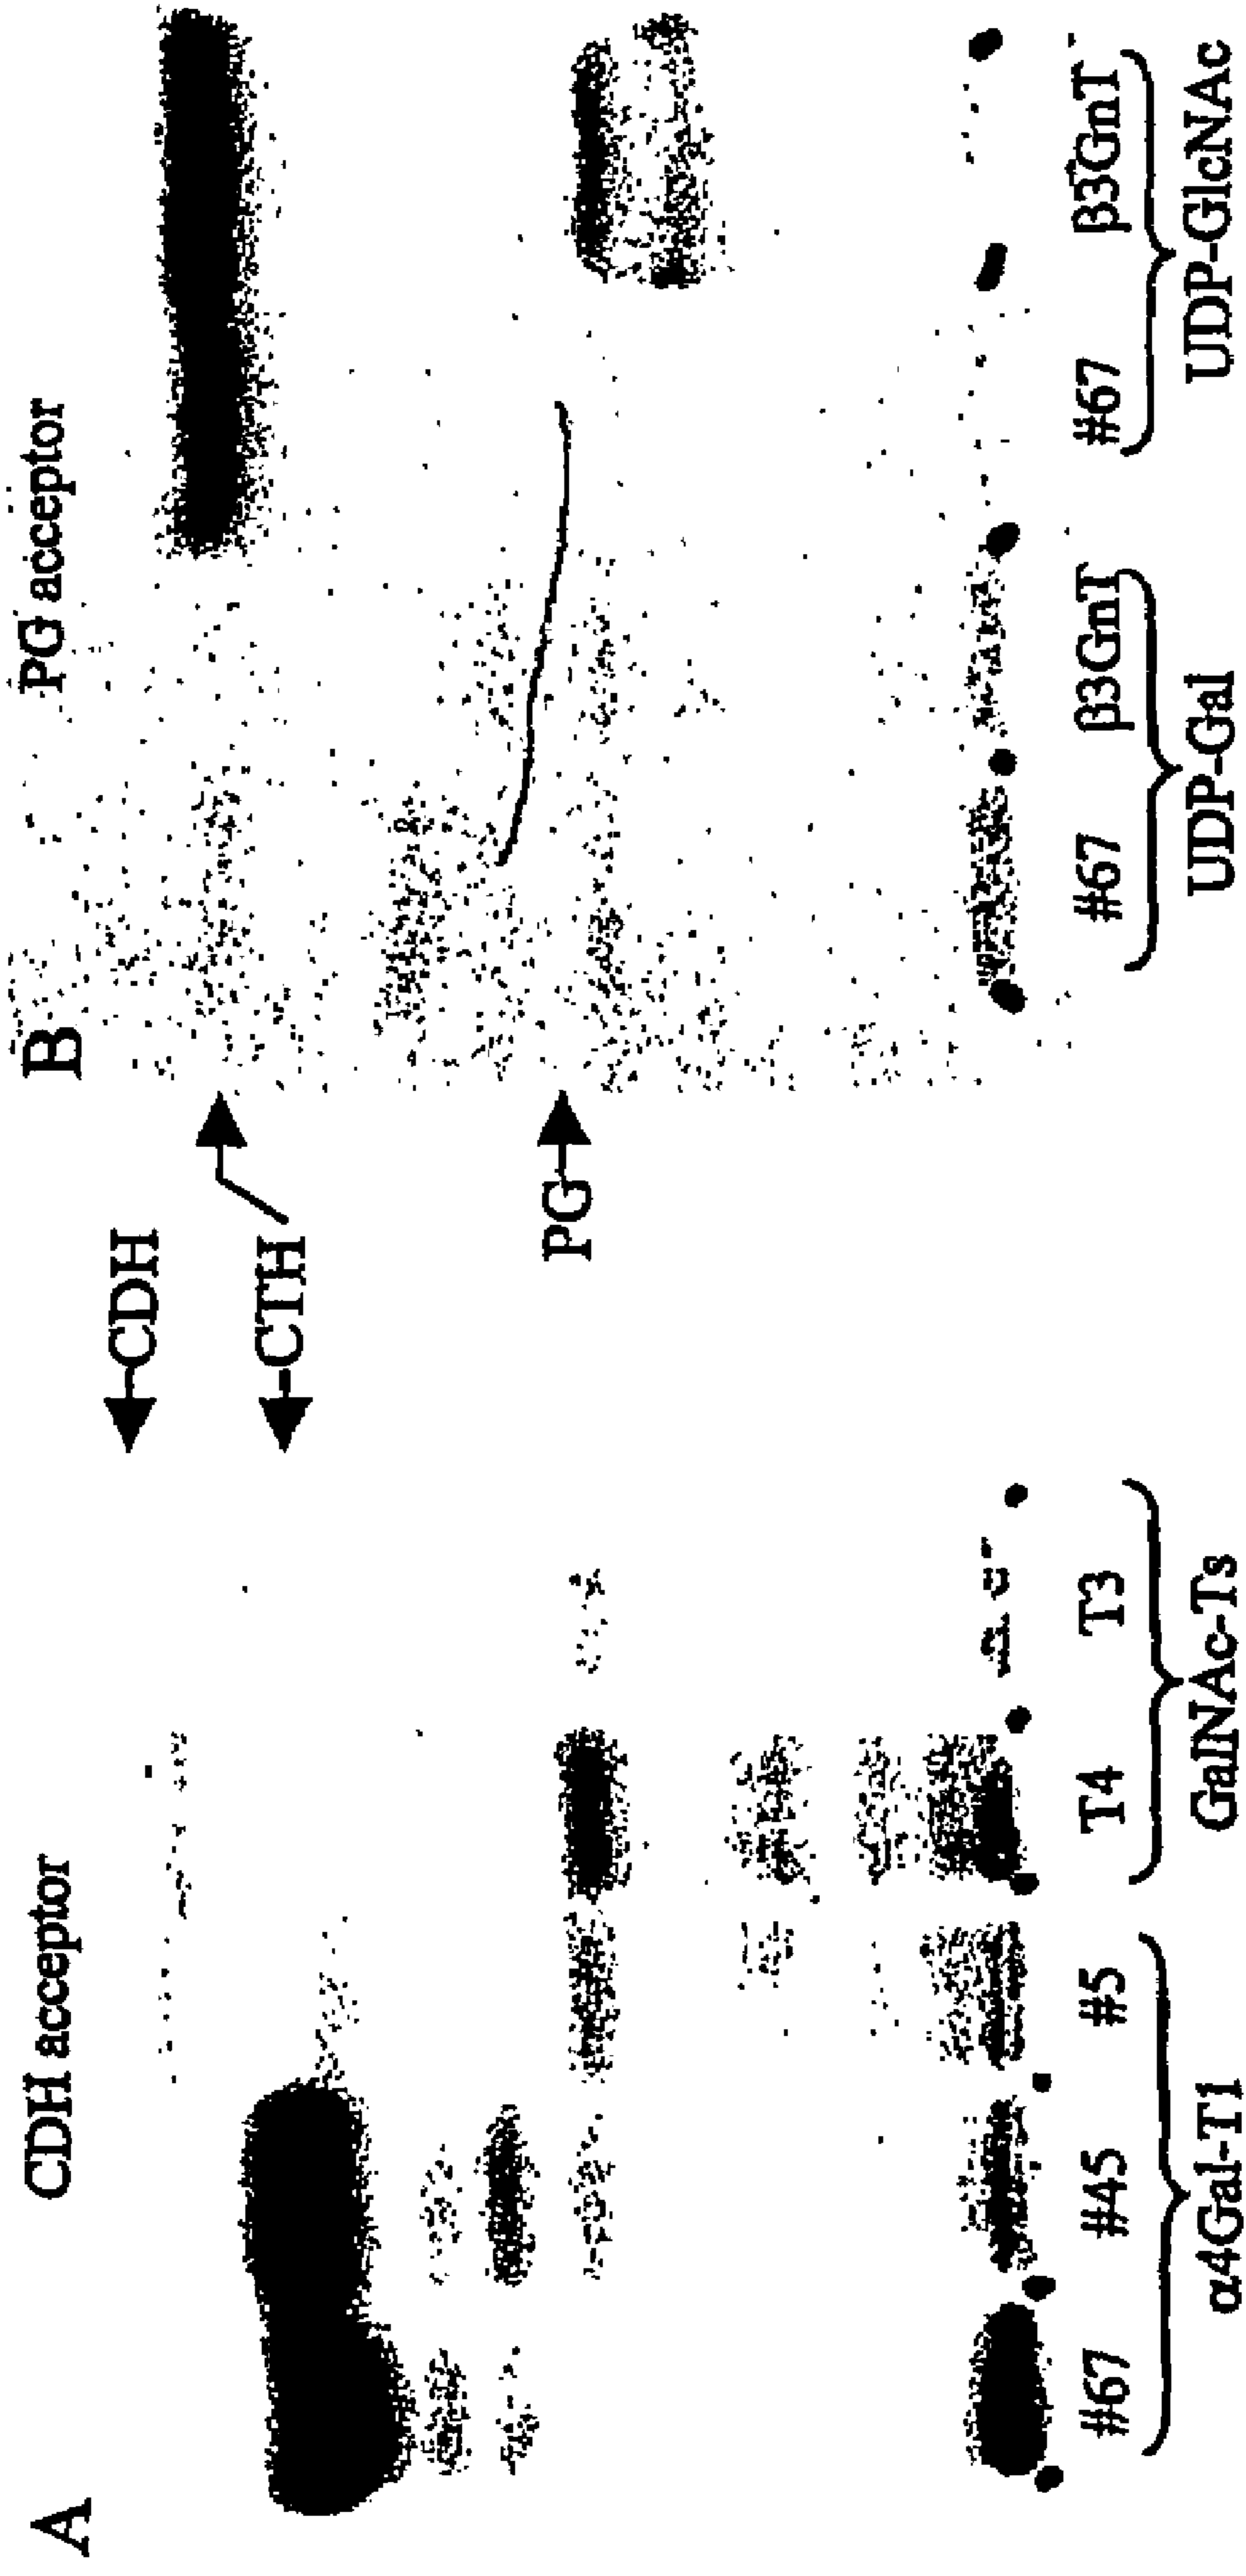 A
CDH acceptor
CDH
CTH
#67 #45 #5 T4 T3
α4Gal-T1 GalNAc-Ts
B
PG acceptor
PG
#67 β3GnT #67 β3GnT
UDP-Gal UDP-GlcNAc